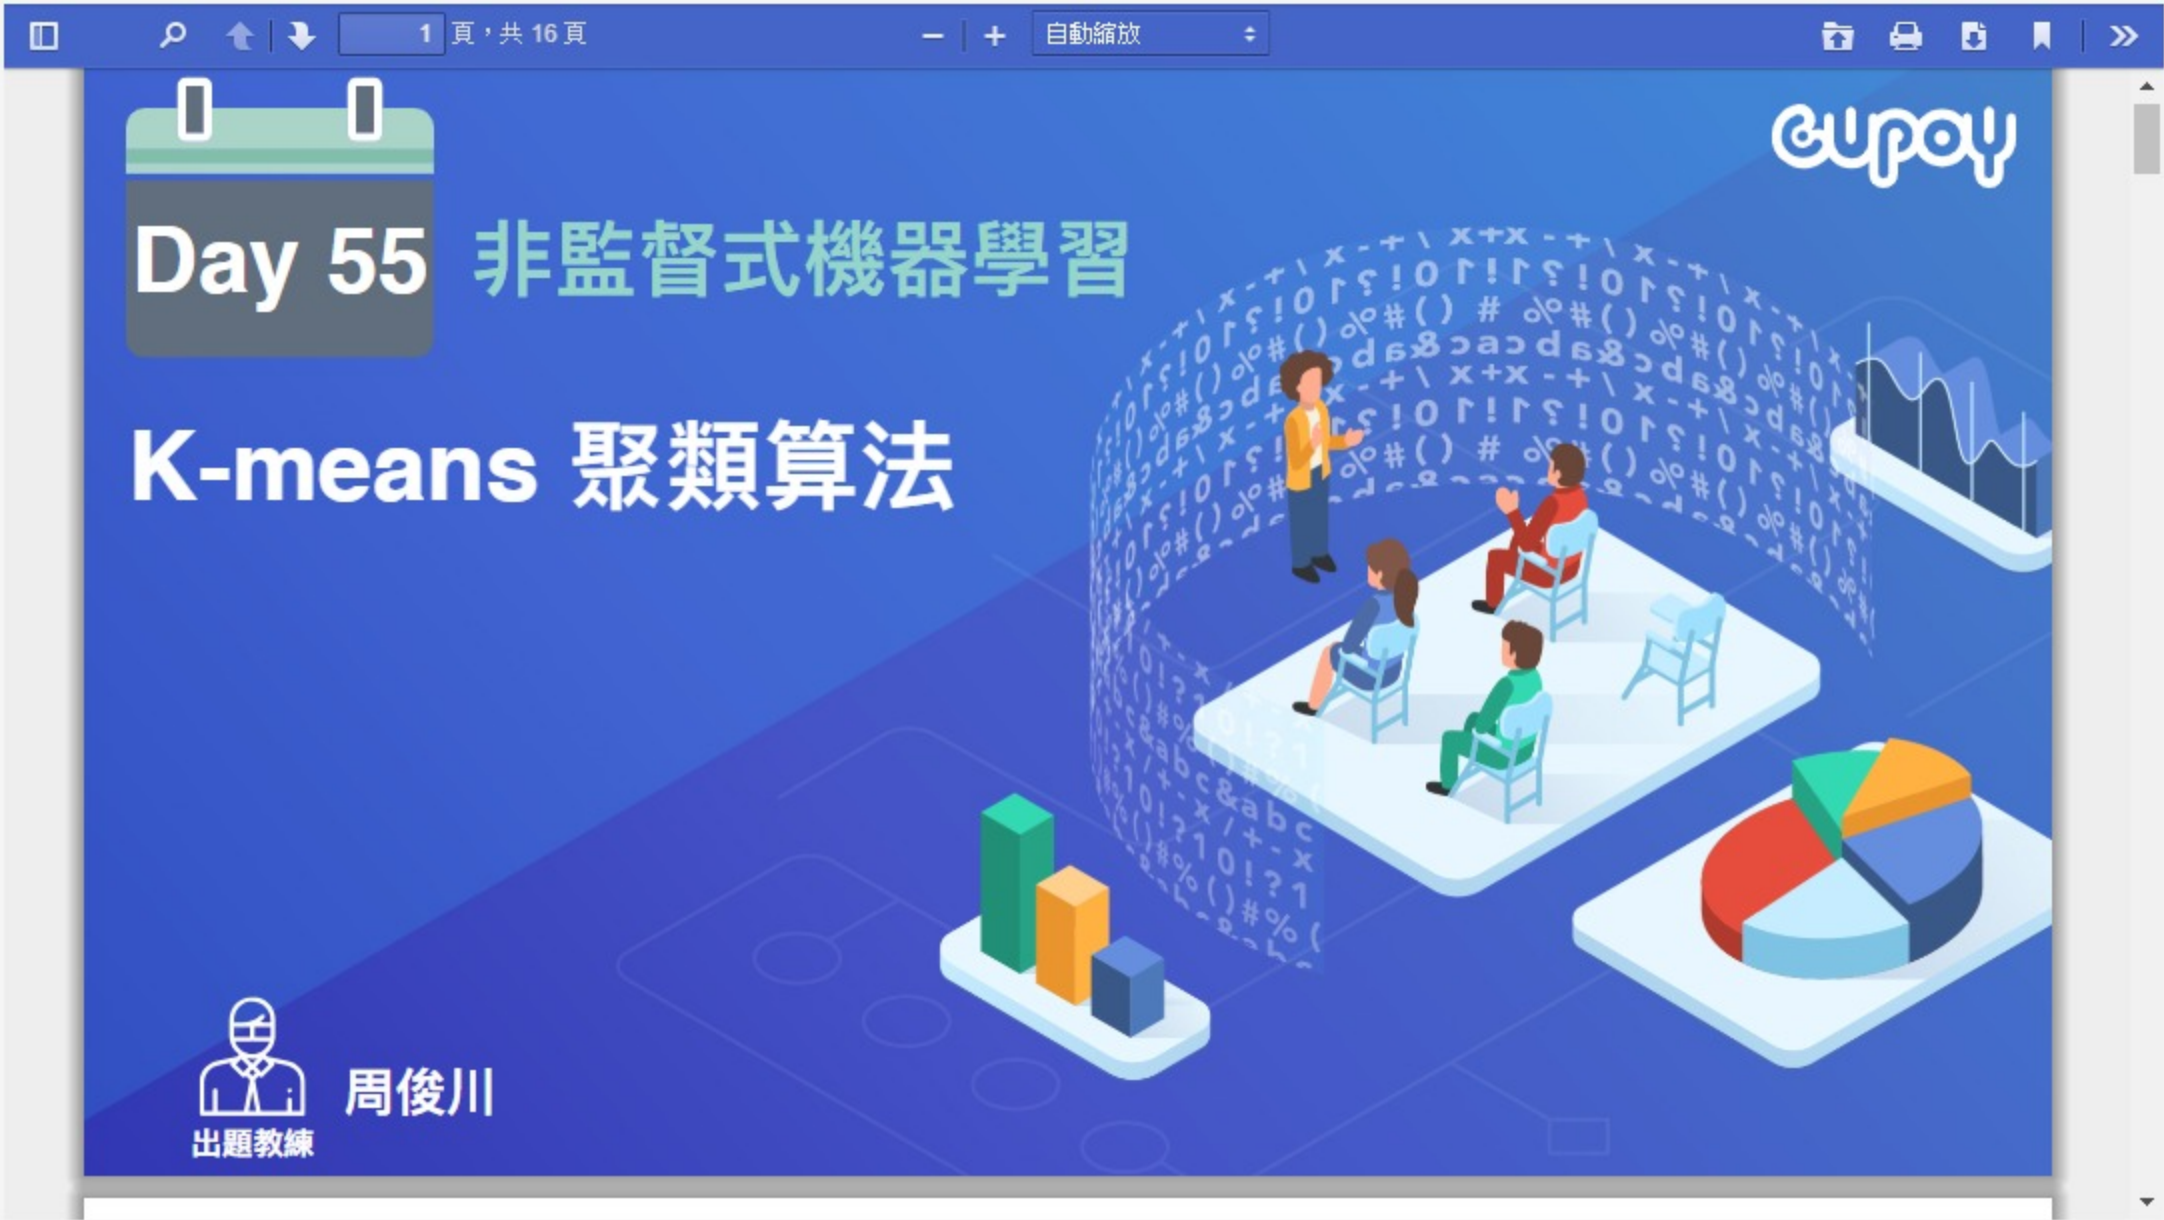 1 頁，共 16 頁
自動縮放
cupoy
Day 55 非監督式機器學習
K-means 聚類算法
周俊川
出題教練